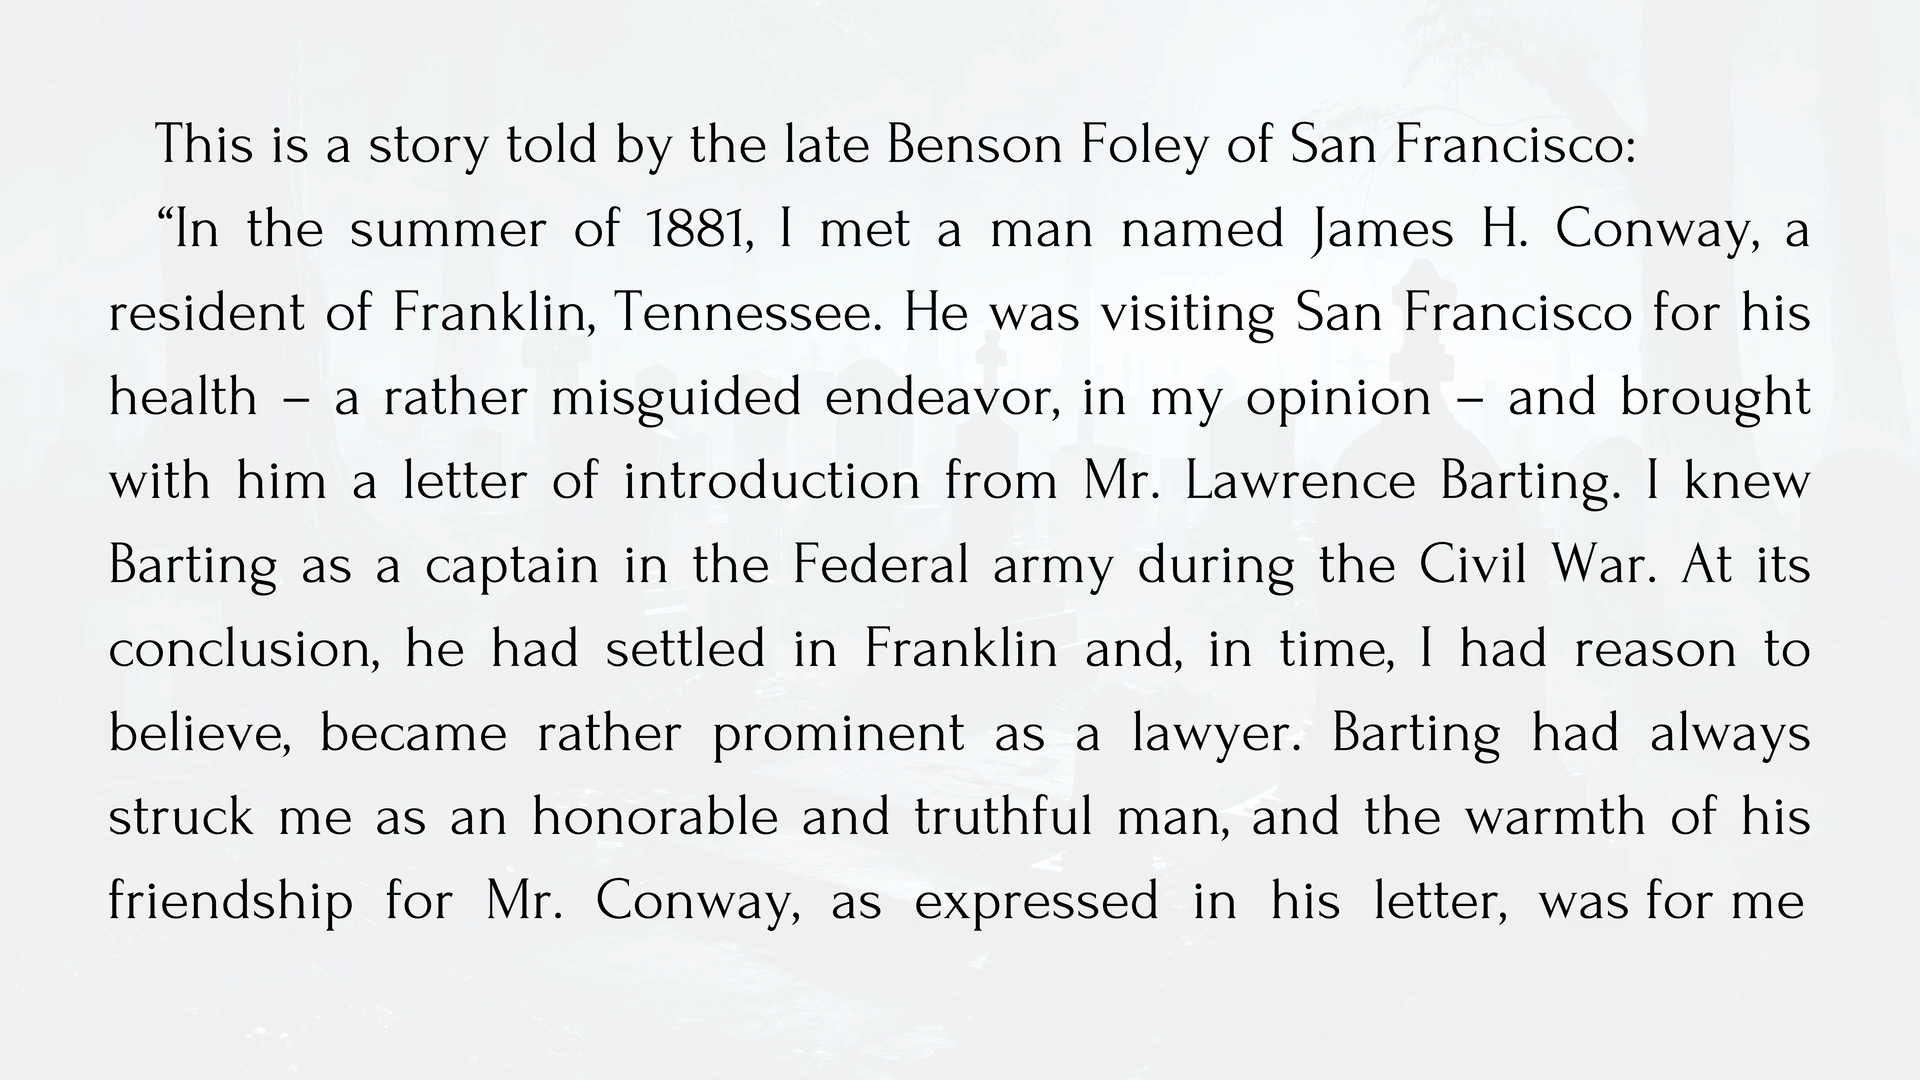 This is a story told by the late Benson Foley of San Francisco:
“In the summer of 1881, I met a man named James H. Conway, a
resident of Franklin, Tennessee. He was visiting San Francisco for his
health – a rather misguided endeavor, in my opinion – and brought
with him a letter of introduction from Mr. Lawrence Barting. I knew
Barting as a captain in the Federal army during the Civil War. At its
conclusion, he had settled in Franklin and, in time, I had reason to
believe, became rather prominent as a lawyer. Barting had always
struck me as an honorable and truthful man, and the warmth of his
friendship for Mr. Conway, as expressed in his letter, was for me